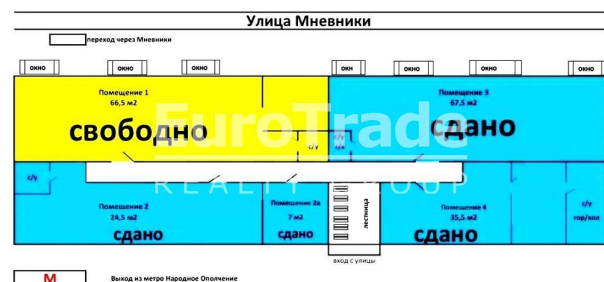 Улица Мневники
переход через Мневники
окно
окно
окно
окн
окно
окно
окно
Помещение 1
66,5 м2
свободно
Помещение 3
67,5 м2
сдано
EuroTrade
REALTY GROUP
с/у
с/у
Помещение 2
24,5 м2
сдано
Помещение 2а
7 м2
сдано
лестница
Помещение 4
35,5 м2
сдано
с/у
гор/хол
вход с улицы
М
Выход из метро Народное Ополчение